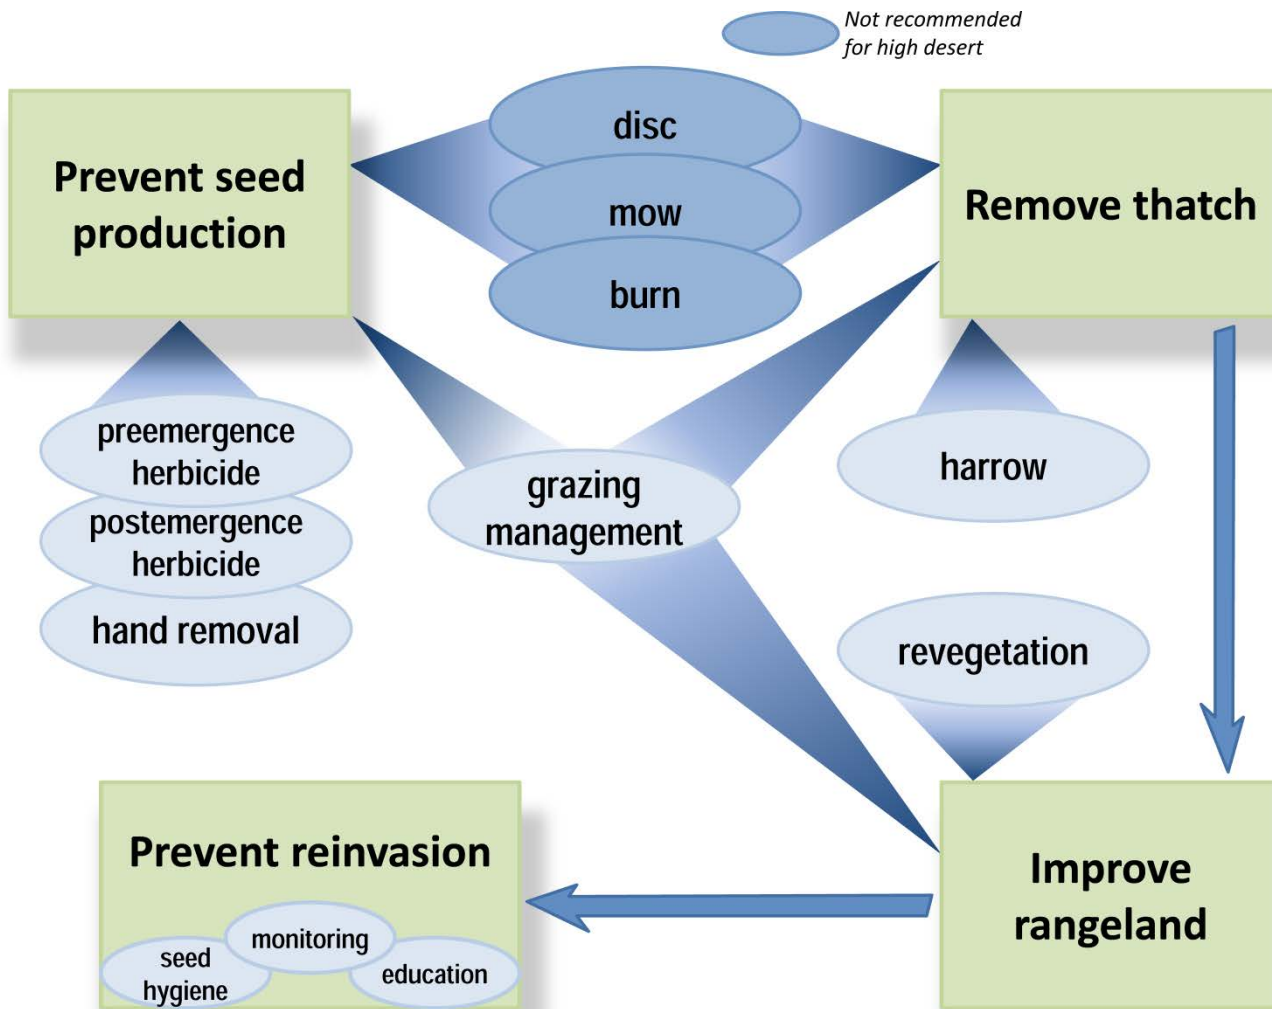 Not recommended
for high desert
disc
mow
burn
Prevent seed
production
Remove thatch
preemergence
herbicide
postemergence
herbicide
hand removal
grazing
management
harrow
revegetation
Prevent reinvasion
monitoring
seed
hygiene
education
Improve
rangeland